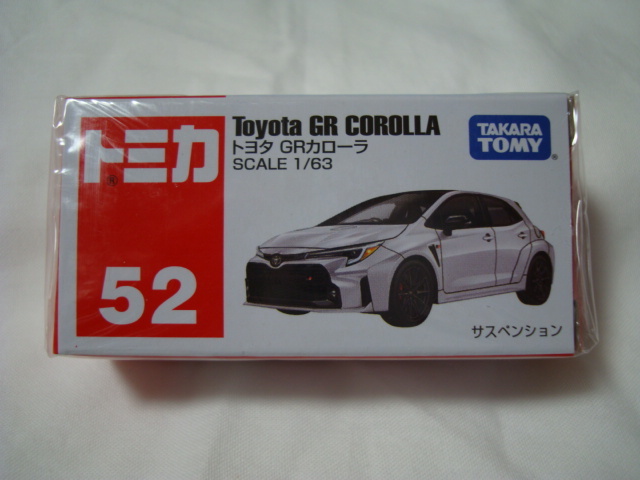 トミカ
52
Toyota GR COROLLA
トヨタ GRカローラ
SCALE 1/63
TAKARA
TOMY
サスペンション